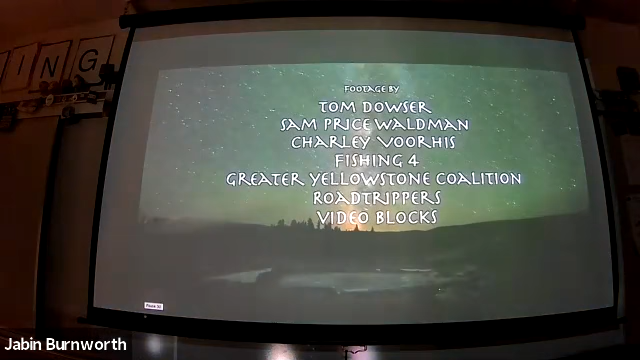 ING
FOOTAGE BY
TOM DOWSER
SAM PRICE WALDMAN
CHARLEY VOORHIS
FISHING 4
GREATER YELLOWSTONE COALITION
ROADTRIPPERS
VIDEO BLOCKS
Jabin Burnworth